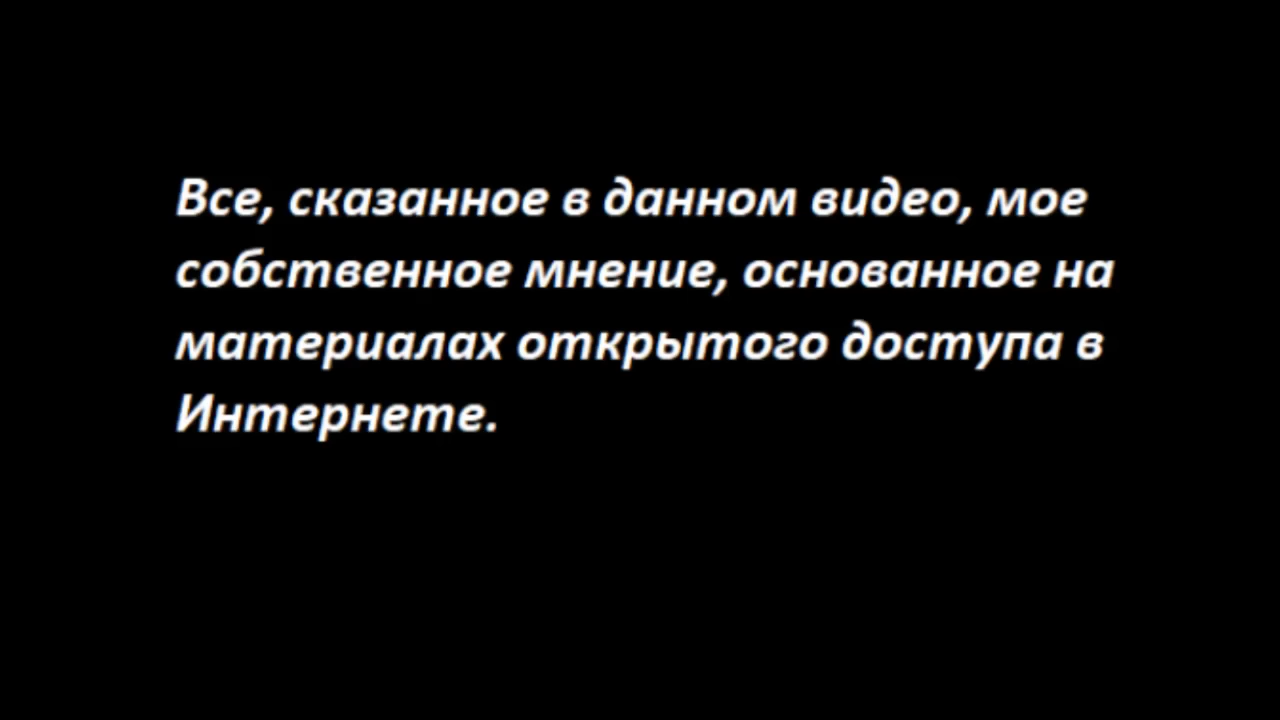 Все, сказанное в данном видео, мое
собственное мнение, основанное на
материалах открытого доступа в
Интернете.